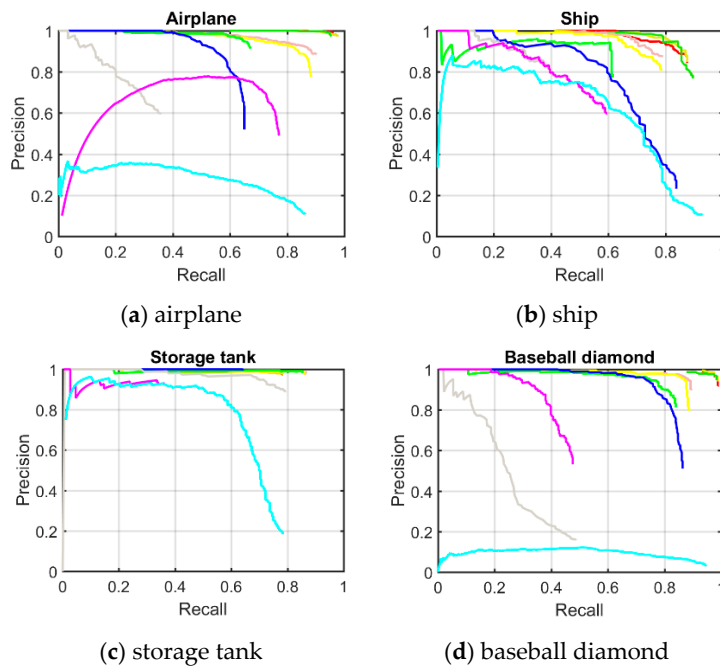 Airplane
Precision
1
0.8
0.6
0.4
0.2
0
0 0.2 0.4 0.6 0.8 1
Recall
(a) airplane
Ship
Precision
1
0.8
0.6
0.4
0.2
0
0 0.2 0.4 0.6 0.8 1
Recall
(b) ship
Storage tank
Precision
1
0.8
0.6
0.4
0.2
0
0 0.2 0.4 0.6 0.8 1
Recall
(c) storage tank
Baseball diamond
Precision
1
0.8
0.6
0.4
0.2
0
0 0.2 0.4 0.6 0.8 1
Recall
(d) baseball diamond